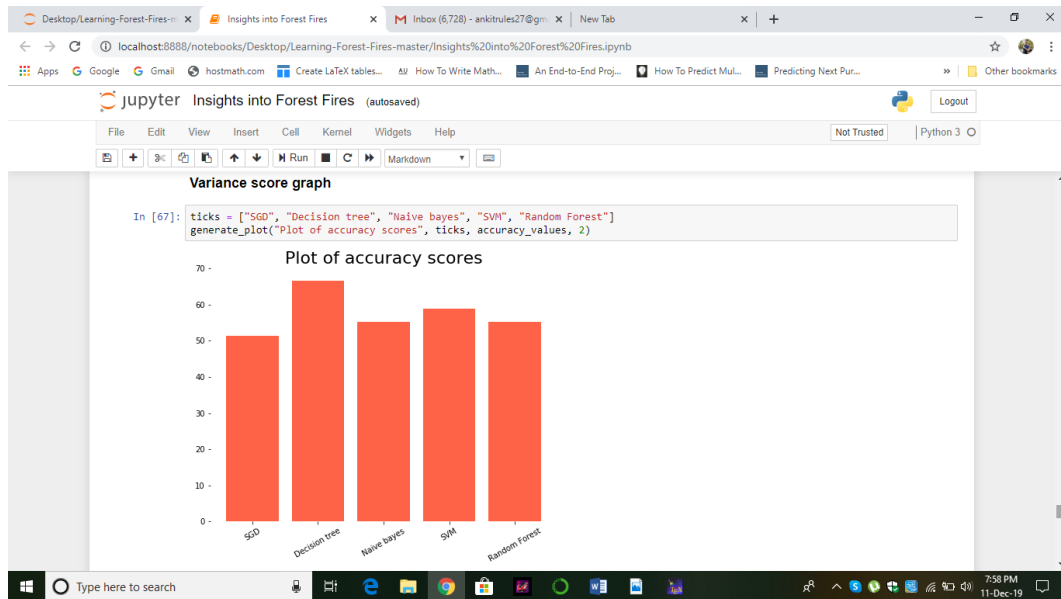 Desktop/Learning-Forest-Fires-m
Insights into Forest Fires
M Inbox (6,728) - ankitrules27@gm
New Tab
localhost:8888/notebooks/Desktop/Learning-Forest-Fires-master/Insights%20into%20Forest%20Fires.ipynb
Apps
Google
Gmail
hostmath.com
Create LaTeX tables...
AU How To Write Math...
An End-to-End Proj...
How To Predict Mul...
Predicting Next Pur...
»
Other bookmarks
jupyter Insights into Forest Fires (autosaved)
Logout
File Edit View Insert Cell Kernel Widgets Help
Not Trusted
Python 3
Run
Markdown
Variance score graph
In [67]: ticks = ["SGD", "Decision tree", "Naive bayes", "SVM", "Random Forest"]
generate_plot("Plot of accuracy scores", ticks, accuracy_values, 2)
Plot of accuracy scores
70
60
50
40
30
20
10
0
SGD
Decision tree
Naive bayes
SVM
Random Forest
Type here to search
7:58 PM
11-Dec-19